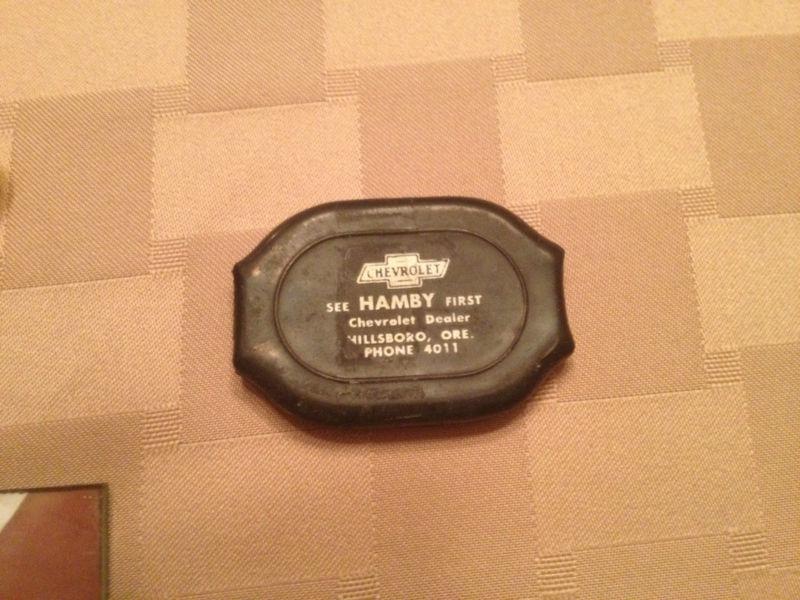 CHEVROLET
SEE HAMBY FIRST
Chevrolet Dealer
HILLSBORO, ORE.
PHONE 4011